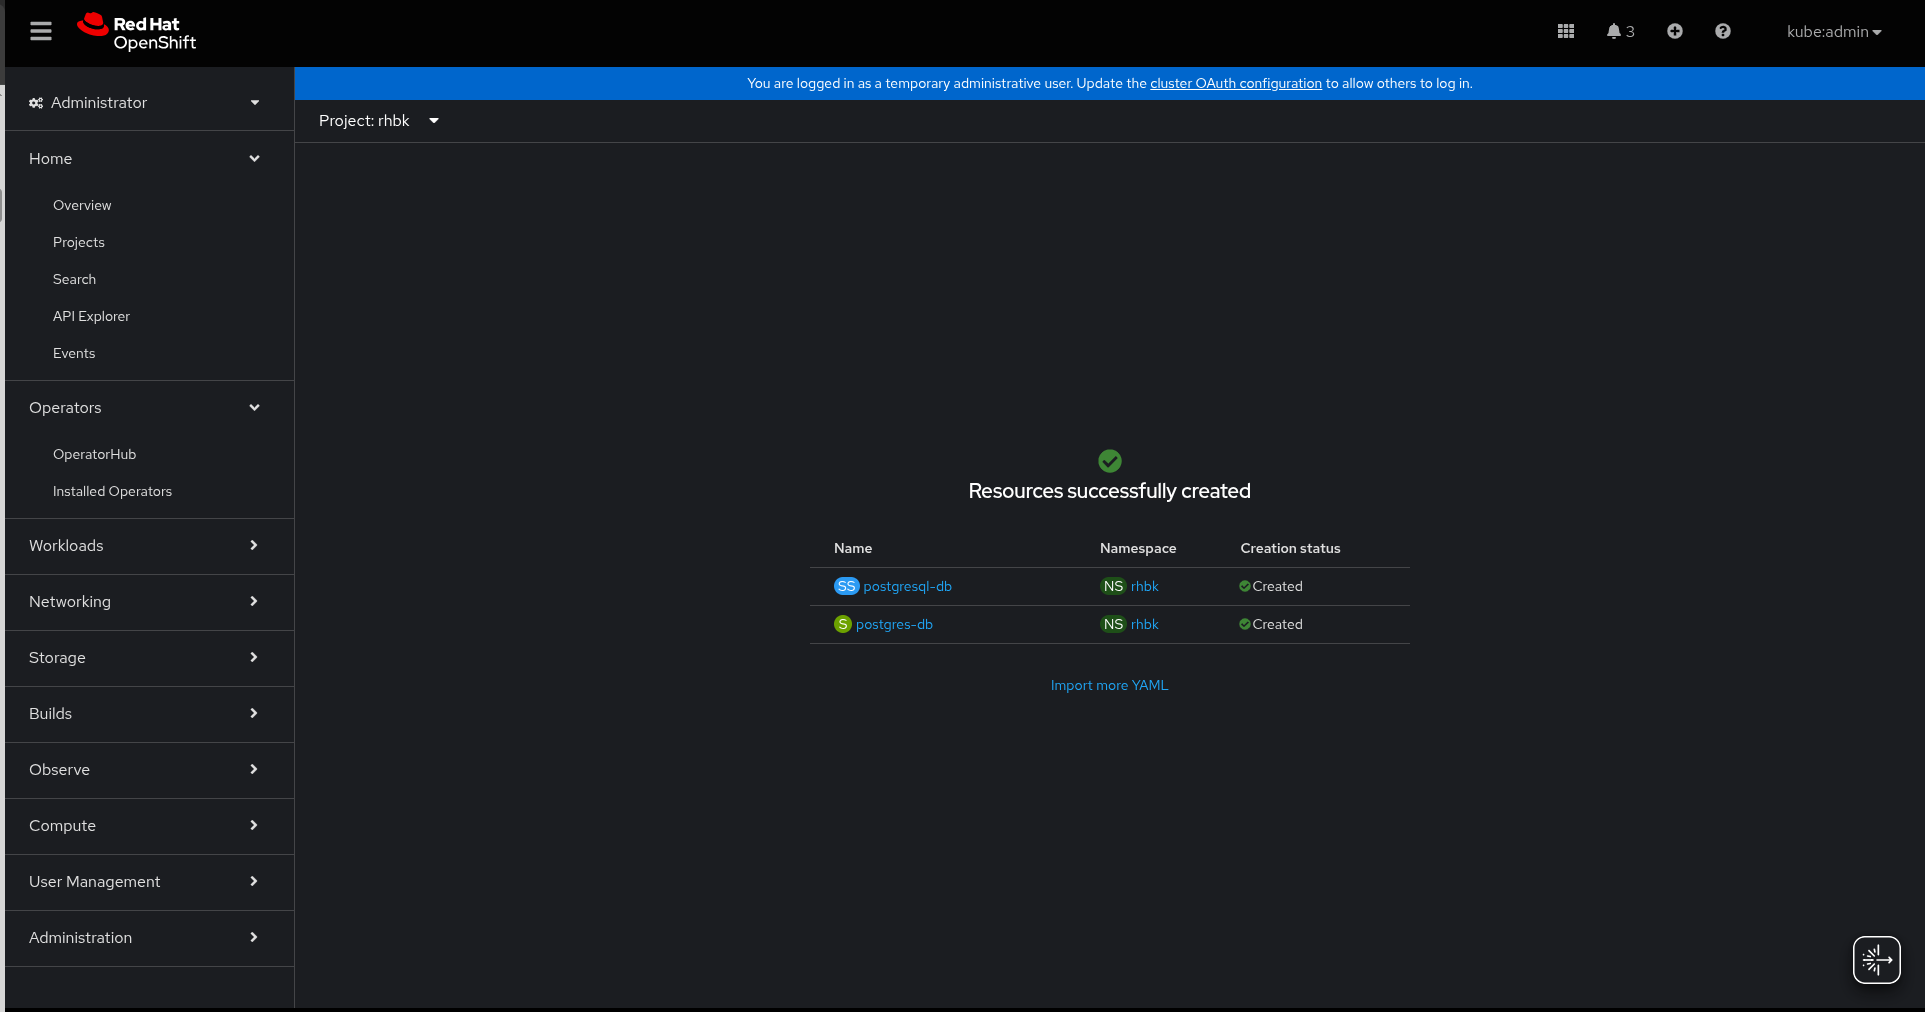 Red Hat
OpenShift
3
kube:admin
You are logged in as a temporary administrative user. Update the cluster OAuth configuration to allow others to log in.
Administrator
Project: rhbk
Home
Overview
Projects
Search
API Explorer
Events
Operators
OperatorHub
Installed Operators
Workloads
Networking
Storage
Builds
Observe
Compute
User Management
Administration
Resources successfully created
Name Namespace Creation status
SS postgresql-db NS rhbk Created
S postgres-db NS rhbk Created
Import more YAML